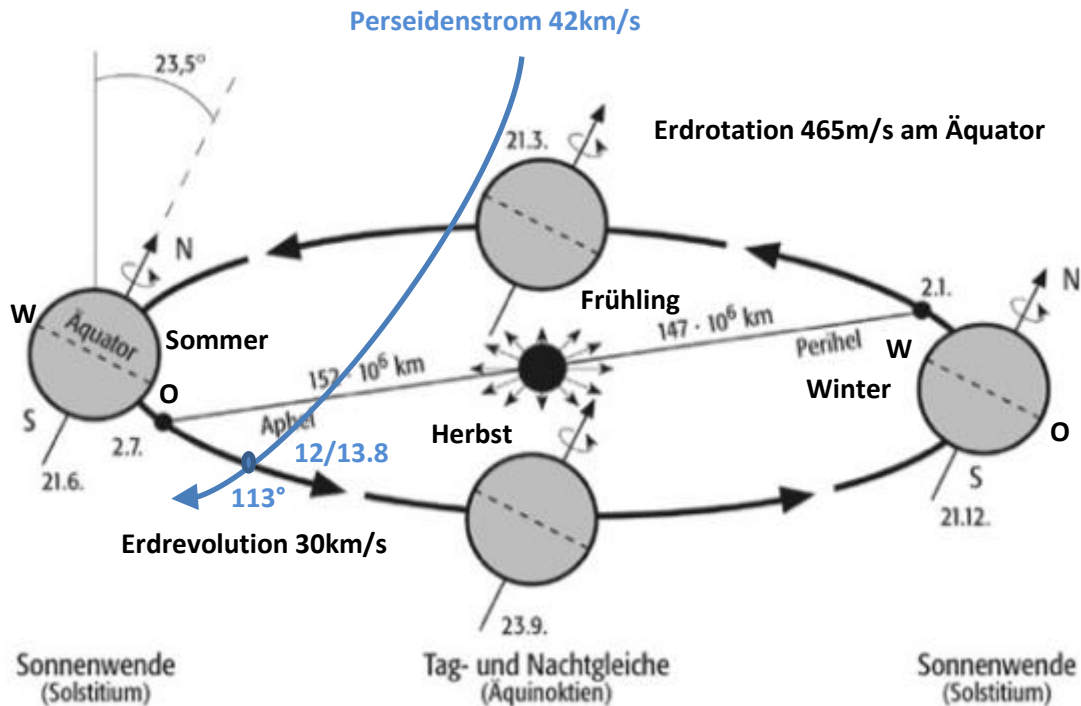 Perseidenstrom 42km/s
23,5°
Erdrotation 465m/s am Äquator
21.3.
N
N
2.1.
W
Äquator
Sommer
Frühling
147 · 10⁶ km
Perihel
W
Winter
152 · 10⁶ km
O
S
Aphel
Herbst
O
2.7.
12/13.8
21.6.
113°
S
21.12.
Erdrevolution 30km/s
23.9.
Sonnenwende
(Solstitium)
Tag- und Nachtgleiche
(Äquinoktien)
Sonnenwende
(Solstitium)